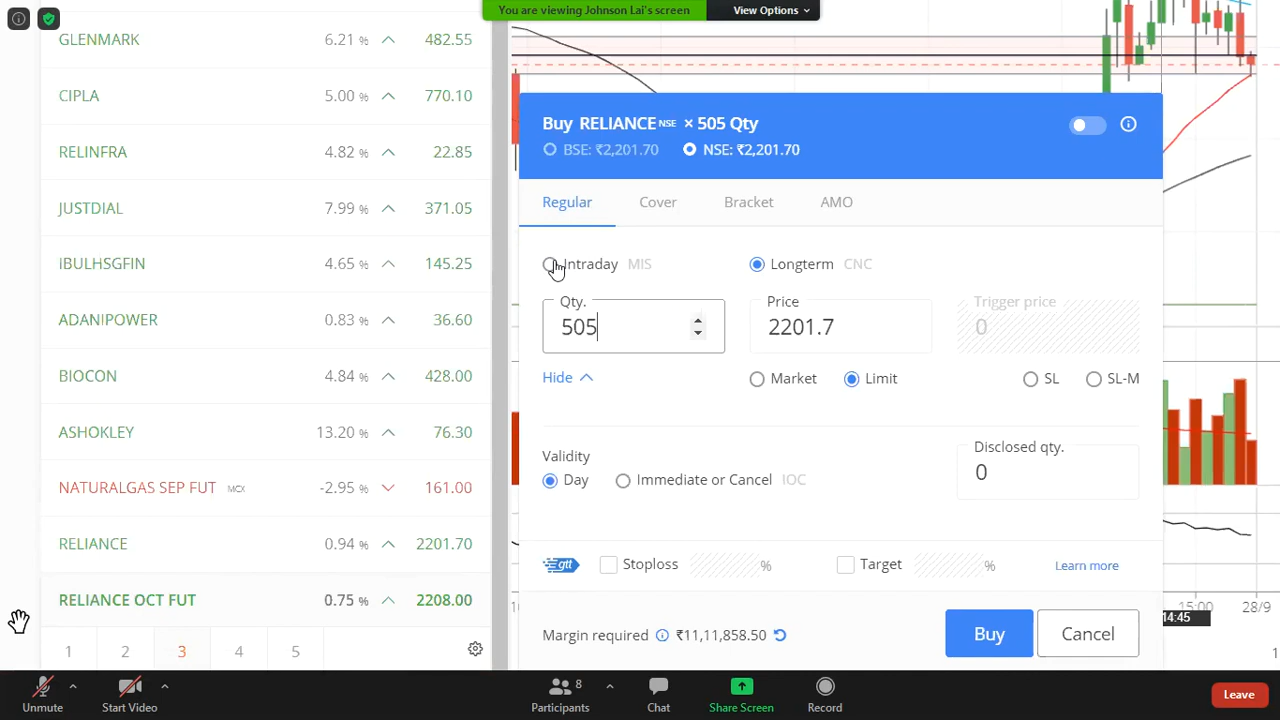 You are viewing Johnson Lai's screen View Options
GLENMARK 6.21 % 482.55
CIPLA 5.00 % 770.10
RELINFRA 4.82 % 22.85
JUSTDIAL 7.99 % 371.05
IBULHSGFIN 4.65 % 145.25
ADANIPOWER 0.83 % 36.60
BIOCON 4.84 % 428.00
ASHOKLEY 13.20 % 76.30
NATURALGAS SEP FUT MCX -2.95 % 161.00
RELIANCE 0.94 % 2201.70
RELIANCE OCT FUT 0.75 % 2208.00
1 2 3 4 5
Buy RELIANCE NSE × 505 Qty
BSE: ₹2,201.70 NSE: ₹2,201.70
Regular Cover Bracket AMO
Intraday MIS Longterm CNC
Qty. Price Trigger price
505 2201.7 0
Hide Market Limit SL SL-M
Validity Disclosed qty.
Day Immediate or Cancel IOC 0
gtt Stoploss % Target % Learn more
Margin required ₹11,11,858.50 Buy Cancel
15:00 28/9
14:45
Unmute Start Video Participants 8 Chat Share Screen Record Leave